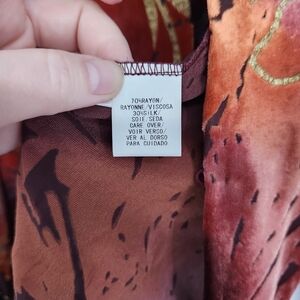 70%RAYON/
RAYONNE/VISCOSA
30%SILK/
SOIE/SEDA
CARE OVER/
VOIR VERSO/
VER AL DORSO
PARA CUIDADO